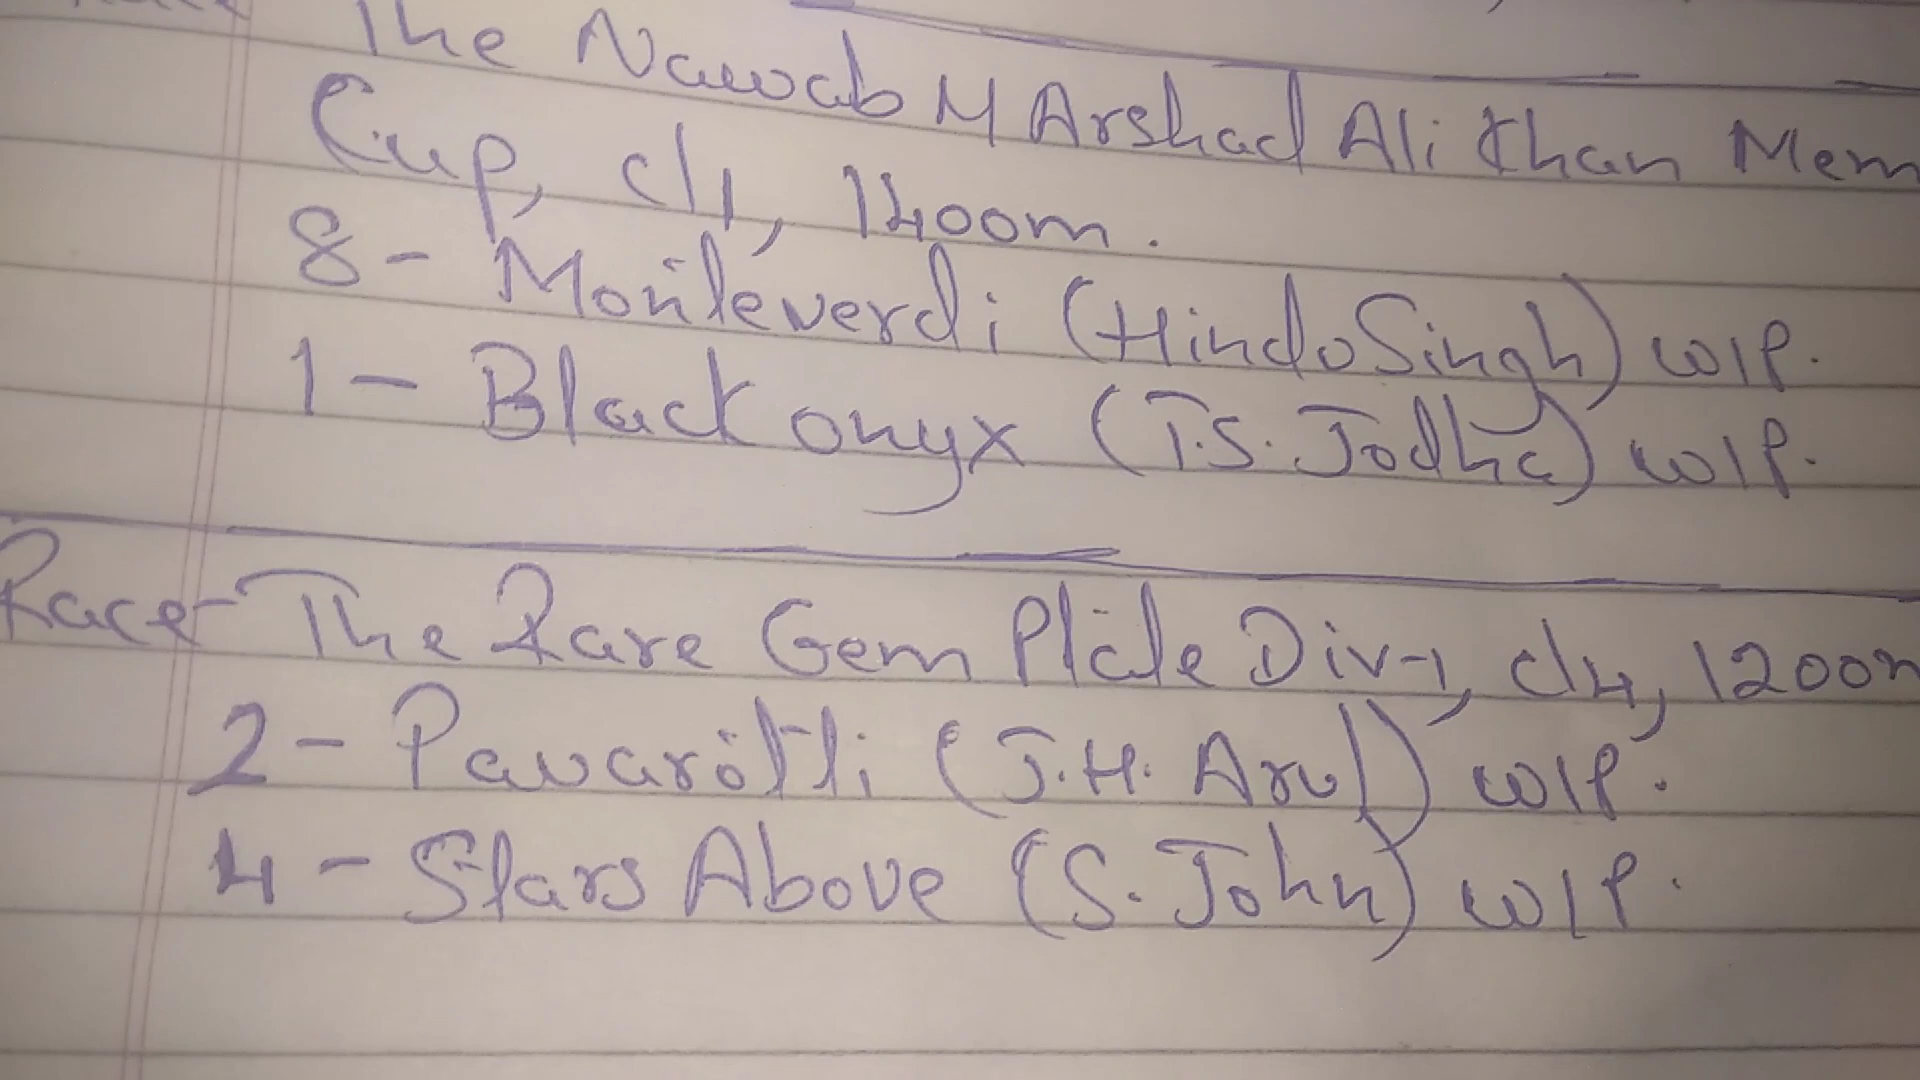 The Nawab M Arshad Ali Khan Mem
Cup, cl1, 1400m.
8 - Monteverdi (Hindo Singh) W/P.
1 - Black onyx (T.S. Jodha) W/P.
Race - The Rare Gem Plate Div-1, cl4, 1200m
2 - Pavarotti (J.H. Arul) W/P.
4 - Stars Above (S. John) W/P.